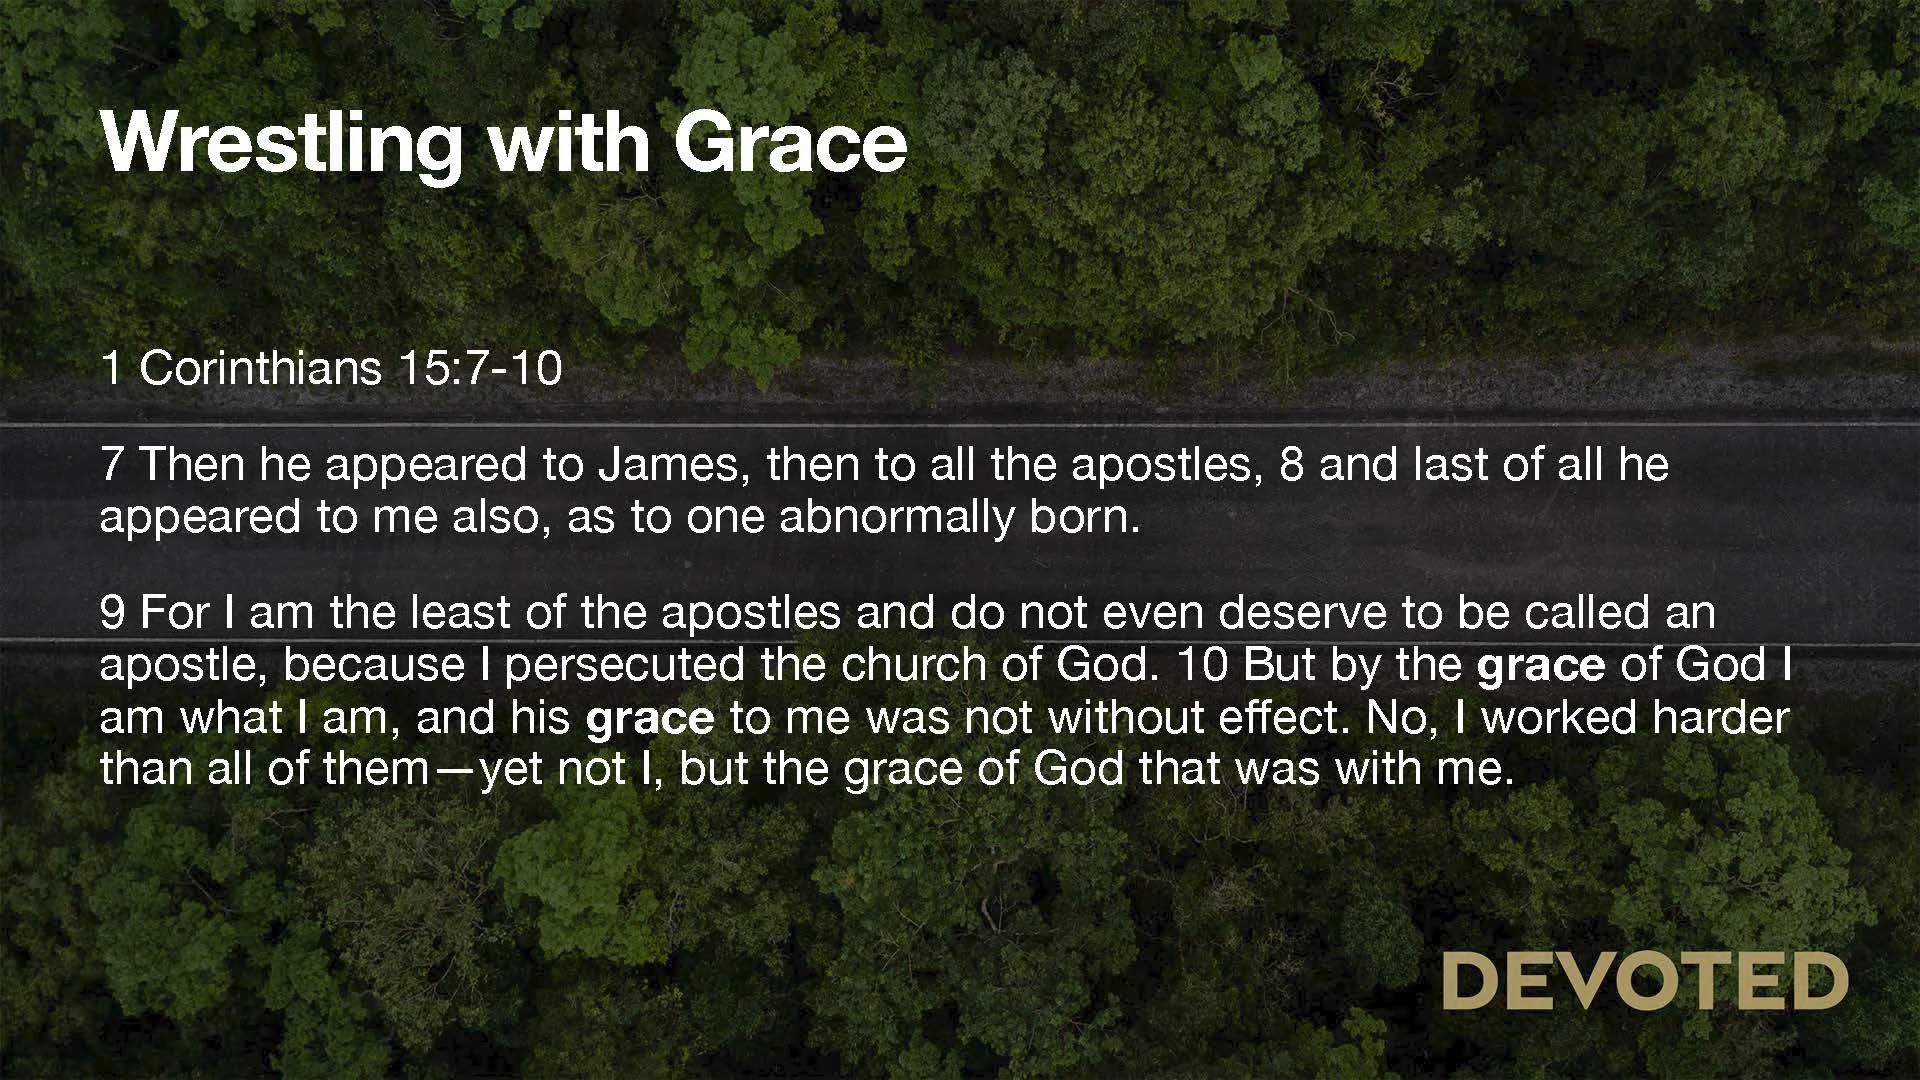 Wrestling with Grace
1 Corinthians 15:7-10
7 Then he appeared to James, then to all the apostles, 8 and last of all he
appeared to me also, as to one abnormally born.
9 For I am the least of the apostles and do not even deserve to be called an
apostle, because I persecuted the church of God. 10 But by the grace of God I
am what I am, and his grace to me was not without effect. No, I worked harder
than all of them—yet not I, but the grace of God that was with me.
DEVOTED